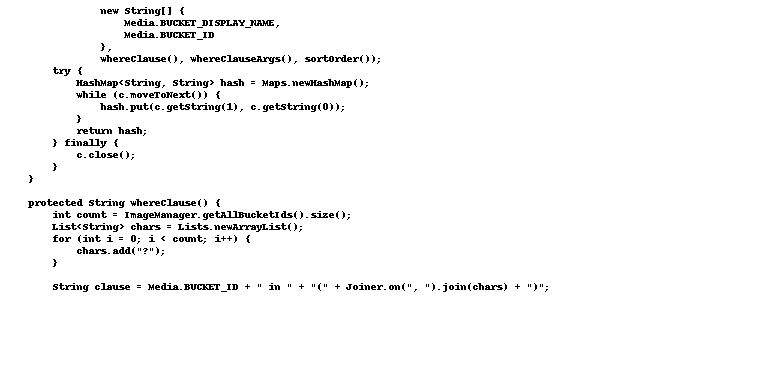 new String[] {
Media.BUCKET_DISPLAY_NAME,
Media.BUCKET_ID
},
whereClause(), whereClauseArgs(), sortOrder());
try {
HashMap<String, String> hash = Maps.newHashMap();
while (c.moveToNext()) {
hash.put(c.getString(1), c.getString(0));
}
return hash;
} finally {
c.close();
}
}
protected String whereClause() {
int count = ImageManager.getAllBucketIds().size();
List<String> chars = Lists.newArrayList();
for (int i = 0; i < count; i++) {
chars.add("?");
}
String clause = Media.BUCKET_ID + " in " + "(" + Joiner.on(", ").join(chars) + ")";